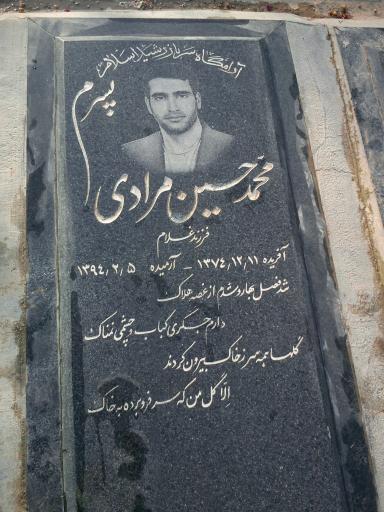 آرامگاه سرباز رشید اسلام
پسرم
محمد حسین مرادی
فرزند غلام
آفریده ۱۳۷۴٫۱۲٫۱۱ - آرمیده ۱۳۹۴٫۲٫۵
شد فصل بهار و شدم از غصه هلاک
دارم جگری کباب و چشمی نمناک
گلها همه سر ز خاک بیرون کردند
الا گل من که سر فرو برده به خاک